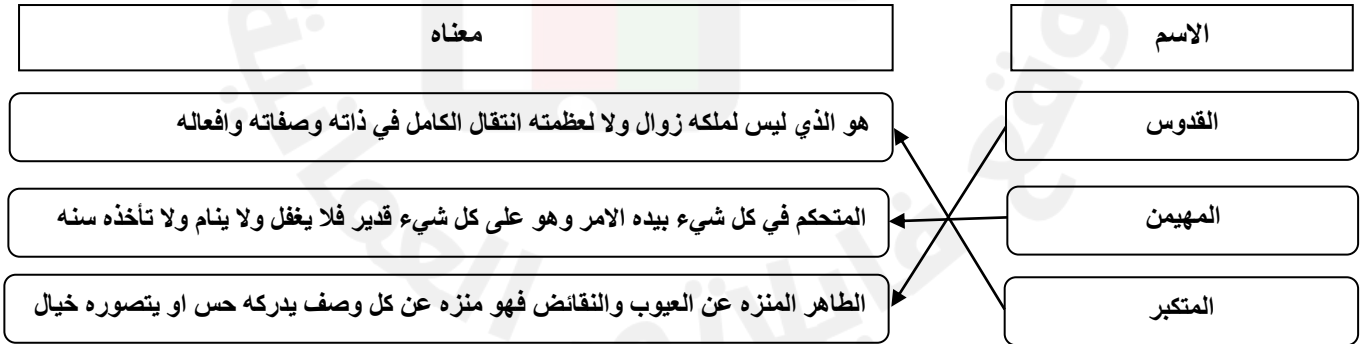 الاسم
معناه
القدوس
هو الذي ليس لملكه زوال ولا لعظمته انتقال الكامل في ذاته وصفاته وافعاله
المهيمن
المتحكم في كل شيء بيده الامر وهو على كل شيء قدير فلا يغفل ولا ينام ولا تأخذه سنه
المتكبر
الطاهر المنزه عن العيوب والنقائض فهو منزه عن كل وصف يدركه حس او يتصوره خيال